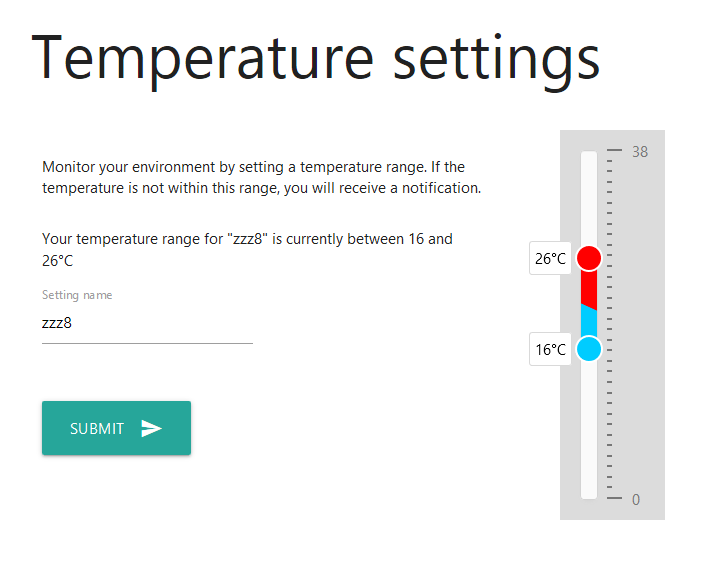 Temperature settings
Monitor your environment by setting a temperature range. If the
temperature is not within this range, you will receive a notification.
Your temperature range for "zzz8" is currently between 16 and
26°C
Setting name
zzz8
SUBMIT
38
26°C
16°C
0